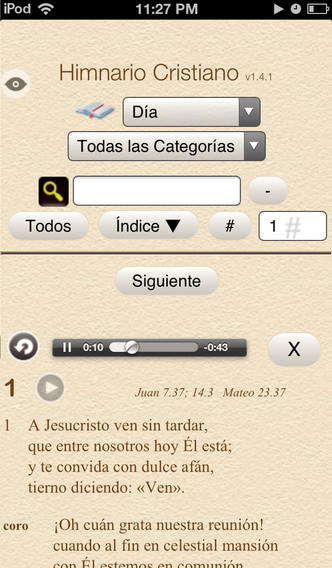 iPod 11:27 PM
Himnario Cristiano v1.4.1
Día
Todas las Categorías
-
Todos Índice ▼ # 1 #
Siguiente
0:10 -0:43 X
1 Juan 7.37; 14.3 Mateo 23.37
1 A Jesucristo ven sin tardar,
que entre nosotros hoy Él está;
y te convida con dulce afán,
tierno diciendo: «Ven».
coro ¡Oh cuán grata nuestra reunión!
cuando al fin en celestial mansión
con Él estemos en comunión